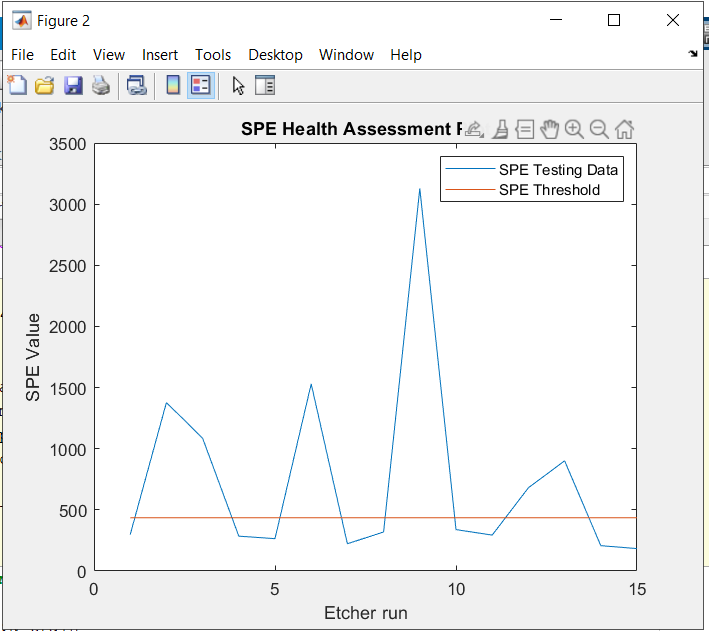 Figure 2
File Edit View Insert Tools Desktop Window Help
SPE Health Assessment
3500
3000
2500
2000
1500
1000
500
0
SPE Value
SPE Testing Data
SPE Threshold
0 5 10 15
Etcher run